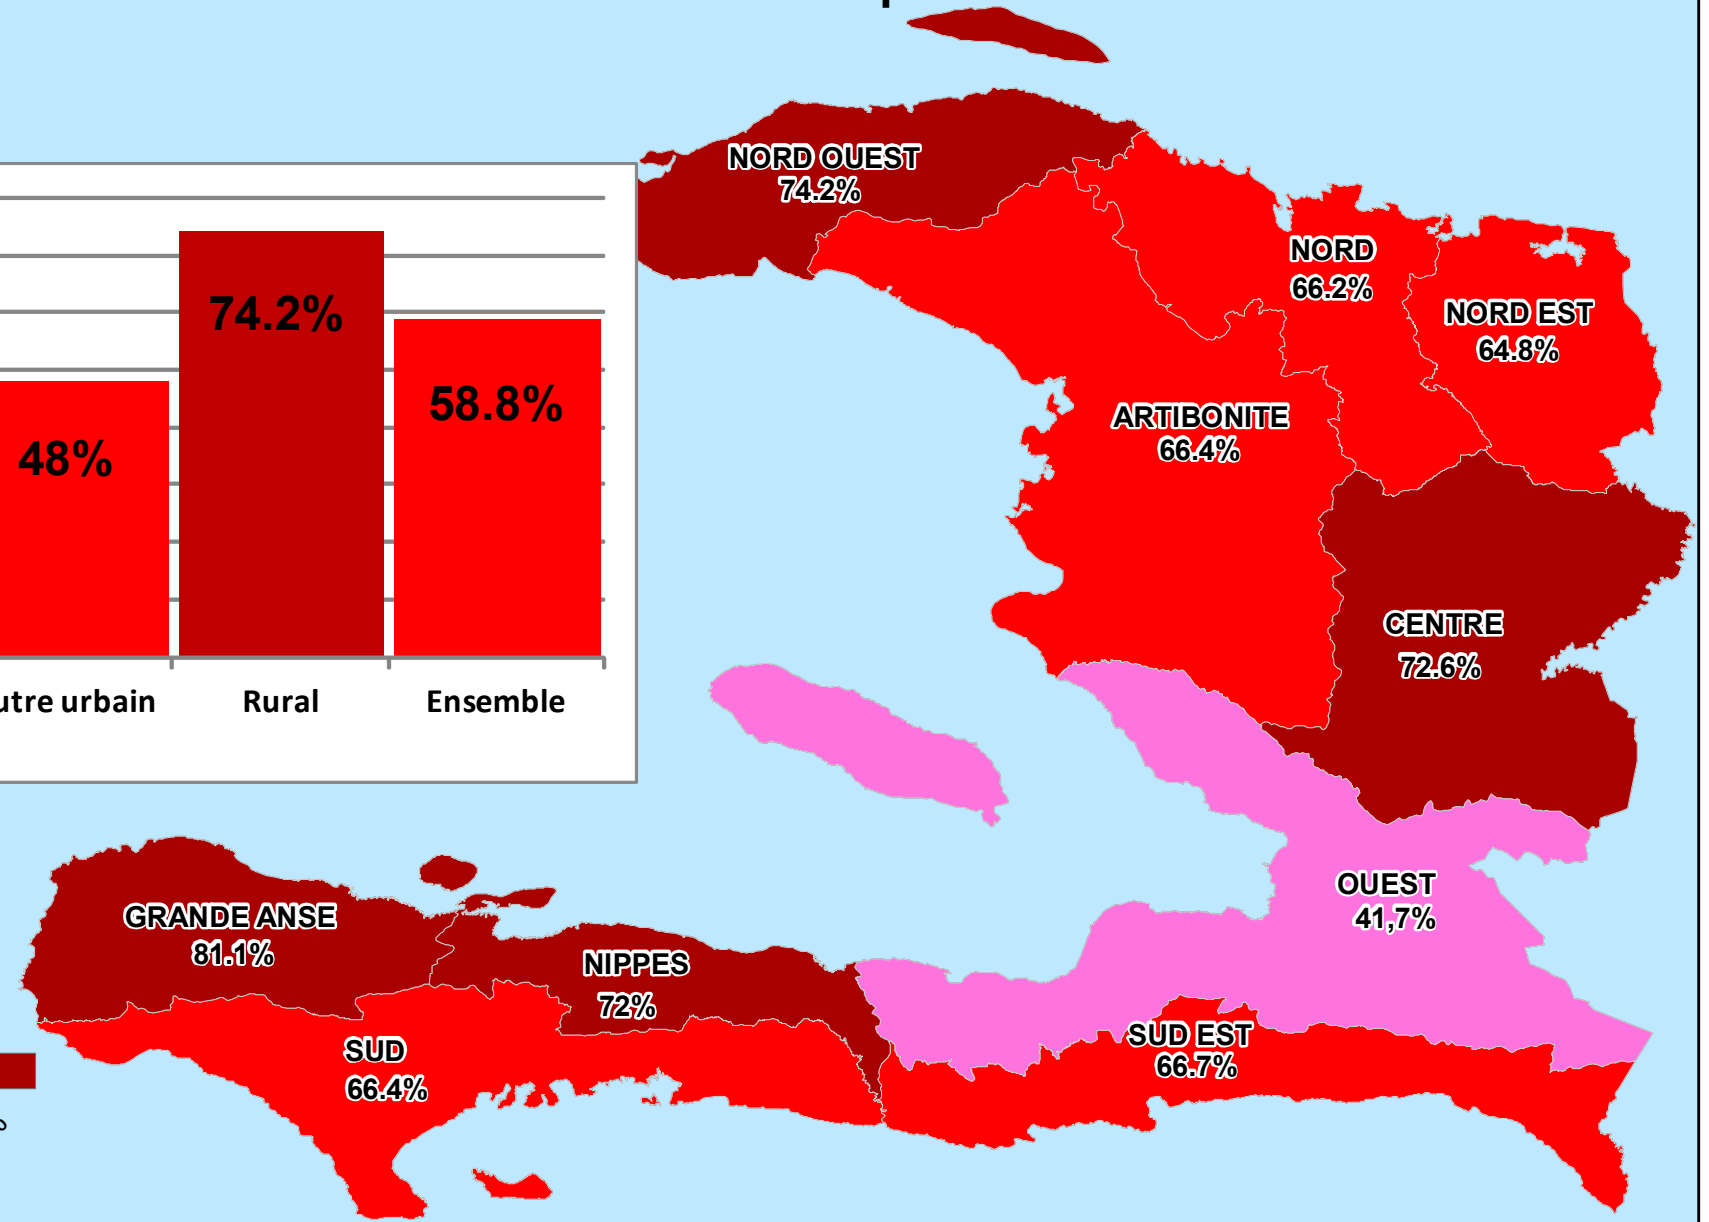 NORD OUEST
74.2%
NORD
66.2%
NORD EST
64.8%
74.2%
58.8%
48%
ARTIBONITE
66.4%
CENTRE
72.6%
utre urbain
Rural
Ensemble
OUEST
41,7%
GRANDE ANSE
81.1%
NIPPES
72%
SUD
66.4%
SUD EST
66.7%